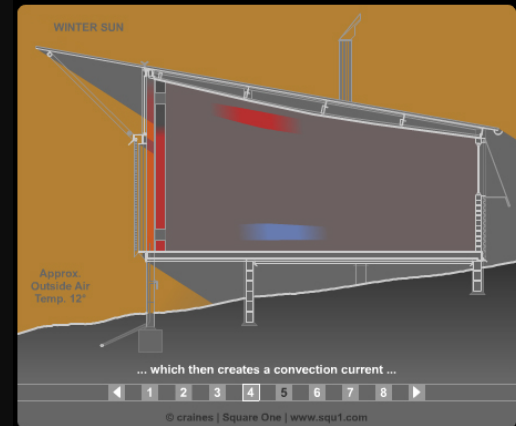 WINTER SUN
Approx.
Outside Air
Temp. 12°
... which then creates a convection current ...
1 2 3 4 5 6 7 8
© craines | Square One | www.squ1.com